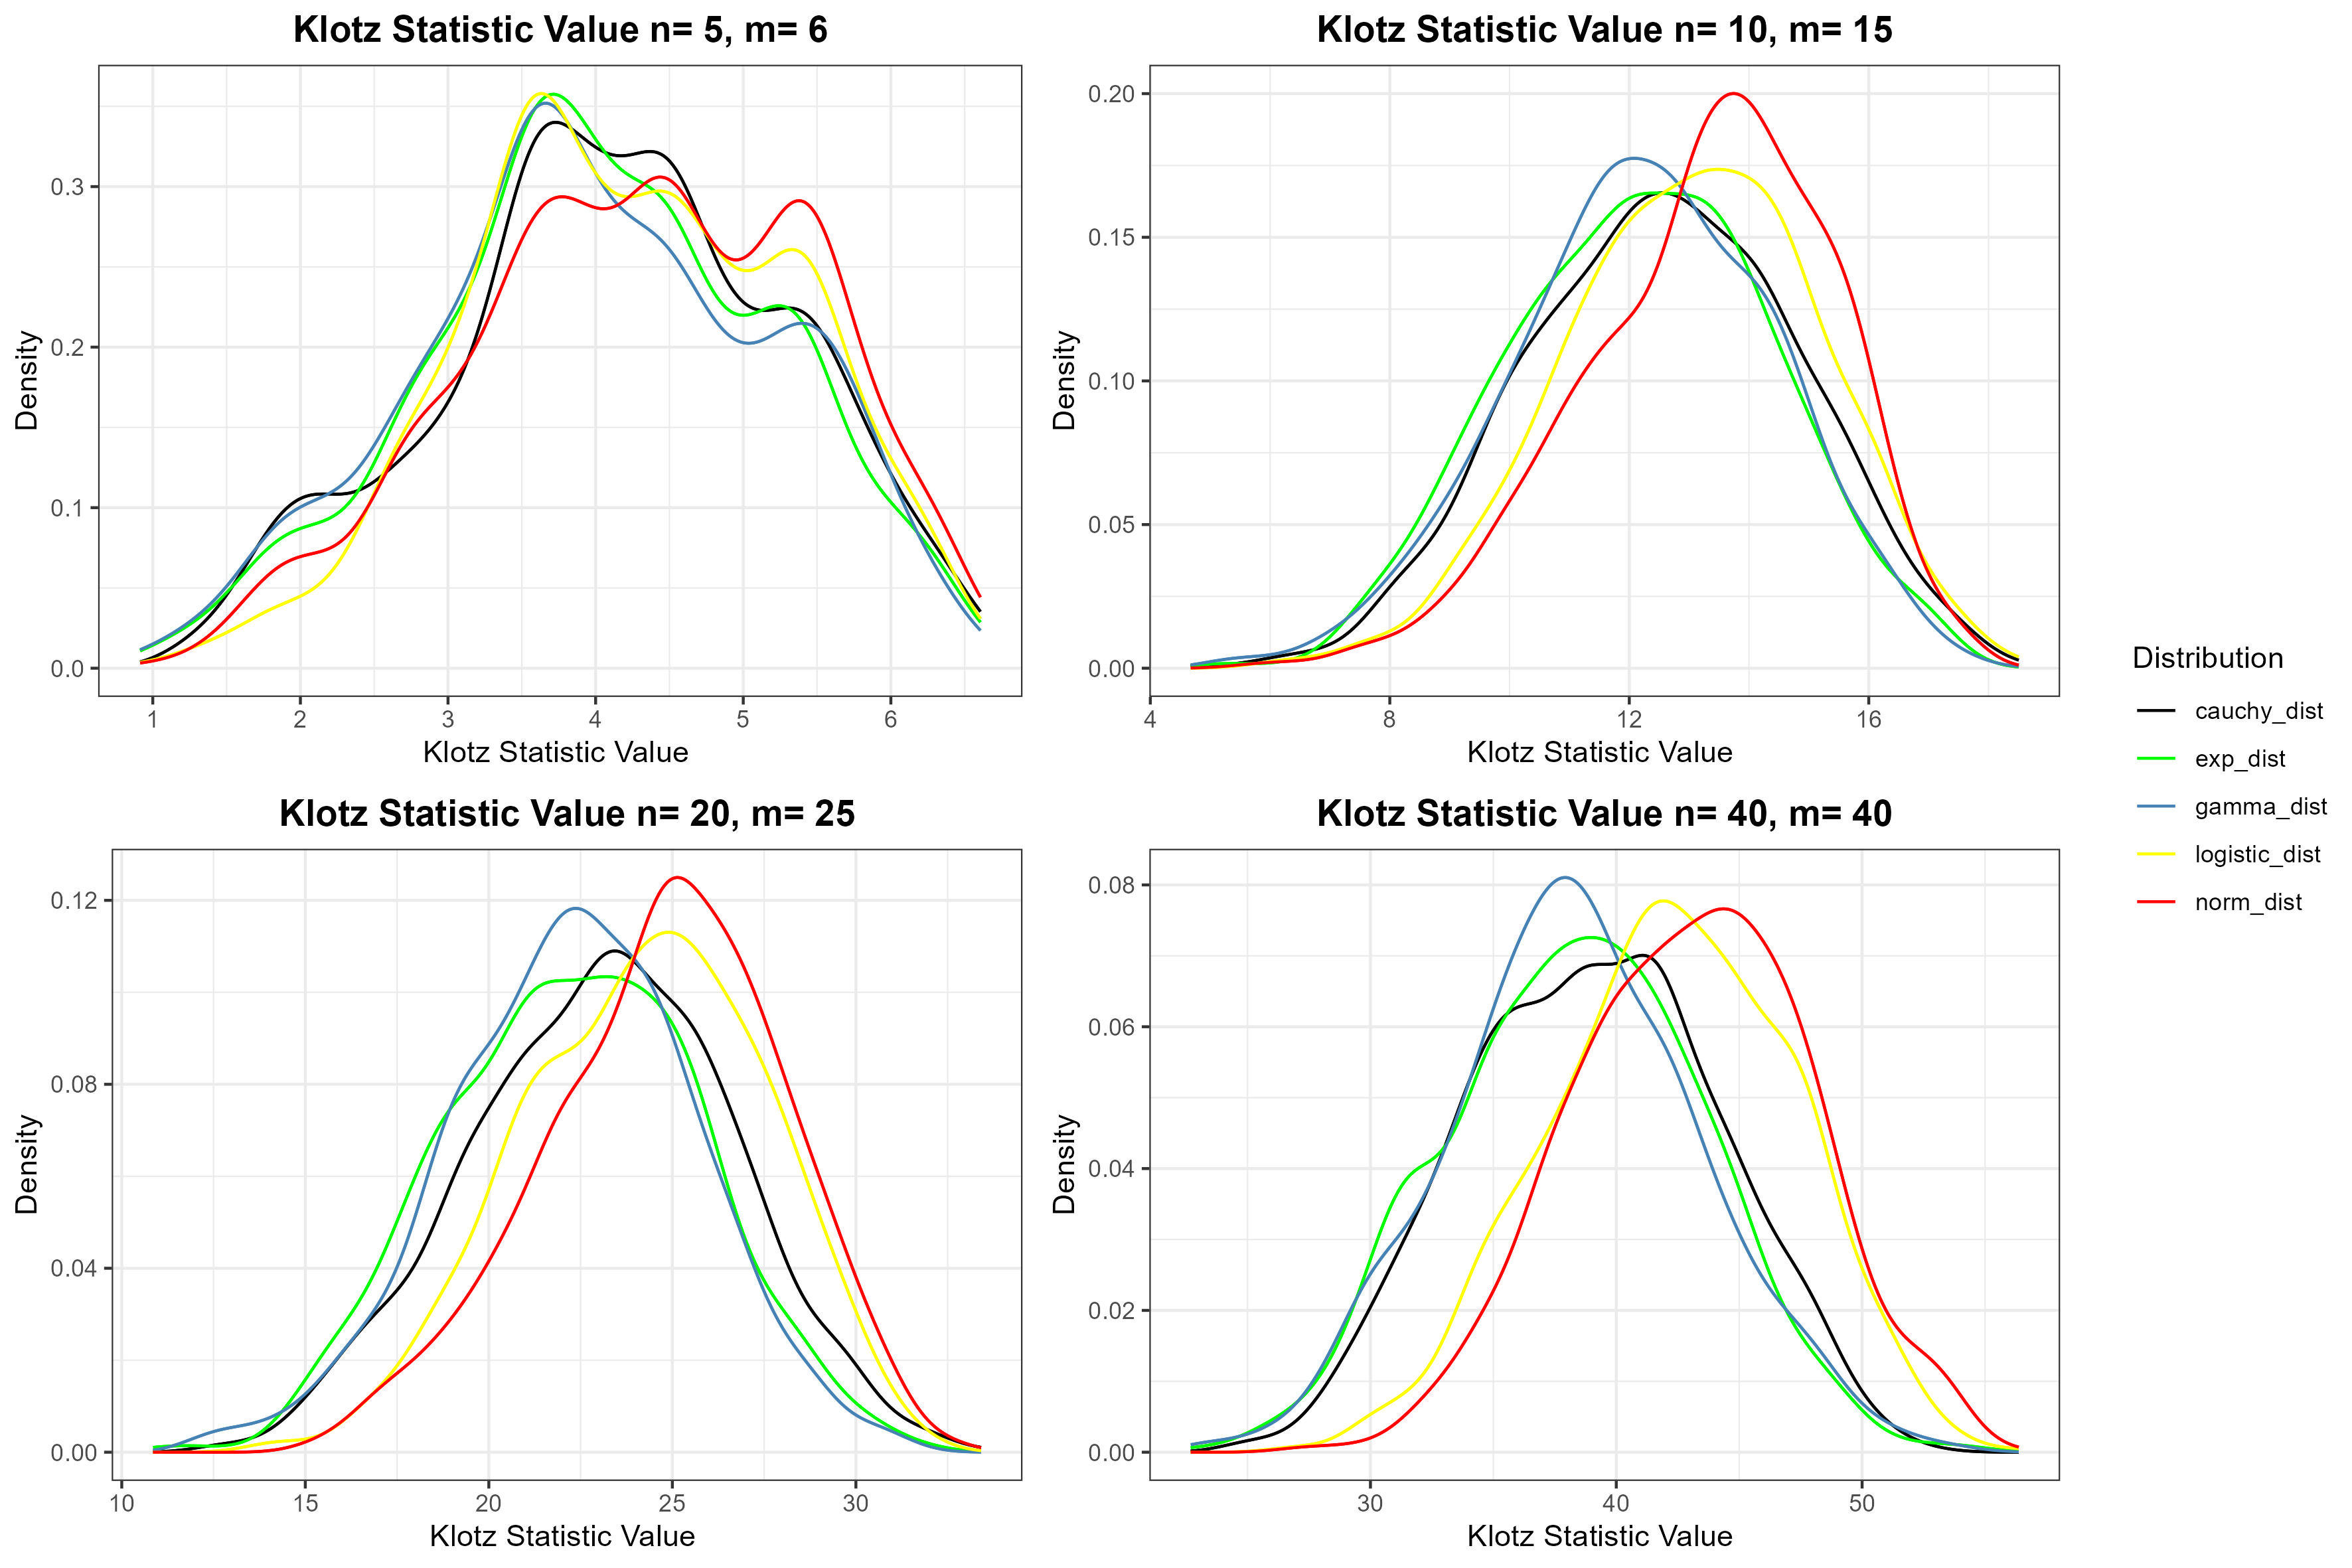 Klotz Statistic Value n= 5, m= 6
Density
0.3
0.2
0.1
0.0
1 2 3 4 5 6
Klotz Statistic Value
Klotz Statistic Value n= 10, m= 15
Density
0.20
0.15
0.10
0.05
0.00
4 8 12 16
Klotz Statistic Value
Klotz Statistic Value n= 20, m= 25
Density
0.12
0.08
0.04
0.00
10 15 20 25 30
Klotz Statistic Value
Klotz Statistic Value n= 40, m= 40
Density
0.08
0.06
0.04
0.02
0.00
30 40 50
Klotz Statistic Value
Distribution
cauchy_dist
exp_dist
gamma_dist
logistic_dist
norm_dist